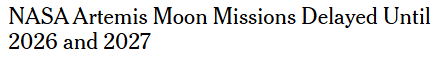 NASA Artemis Moon Missions Delayed Until
2026 and 2027